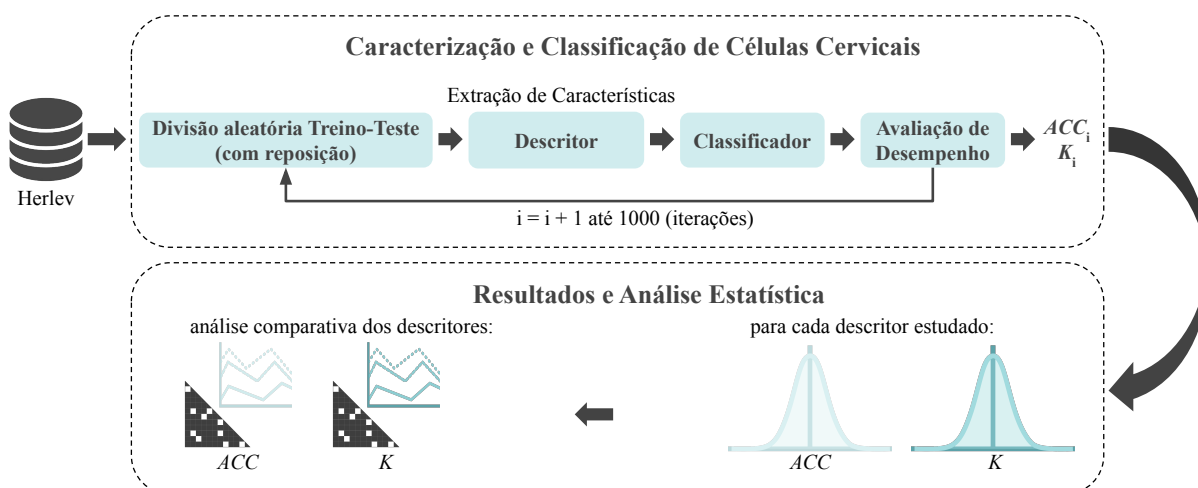 Caracterização e Classificação de Células Cervicais
Extração de Características
Herlev
Divisão aleatória Treino-Teste
(com reposição)
Descritor
Classificador
Avaliação de
Desempenho
ACCi
Ki
i = i + 1 até 1000 (iterações)
Resultados e Análise Estatística
análise comparativa dos descritores:
para cada descritor estudado:
ACC
K
ACC
K